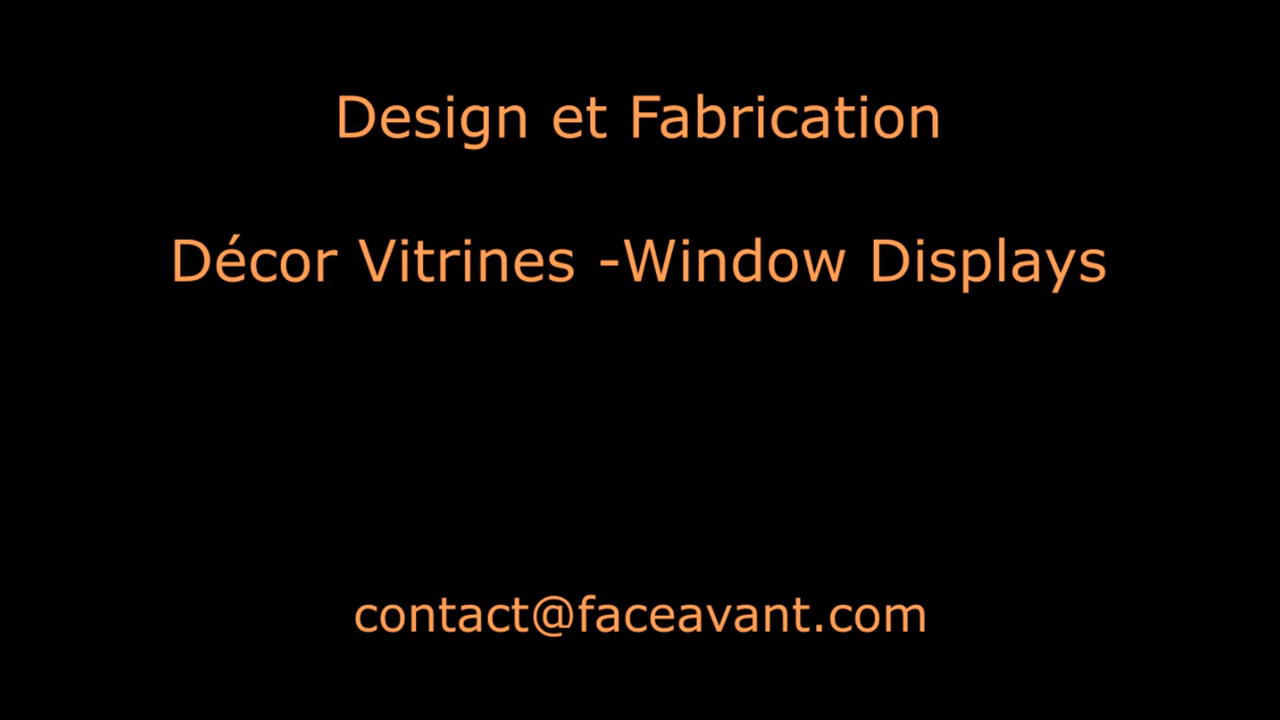 Design et Fabrication
Décor Vitrines -Window Displays
contact@faceavant.com